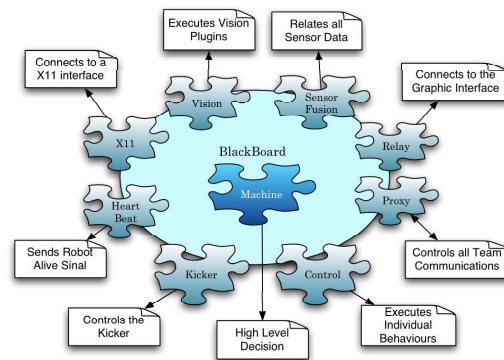 Executes Vision
Plugins
Relates all
Sensor Data
Connects to a
X11 interface
Connects to the
Graphic Interface
Vision
Sensor
Fusion
X11
Relay
BlackBoard
Machine
Heart
Beat
Proxy
Sends Robot
Alive Sinal
Controls all Team
Communications
Kicker
Control
Controls the
Kicker
High Level
Decision
Executes
Individual
Behaviours